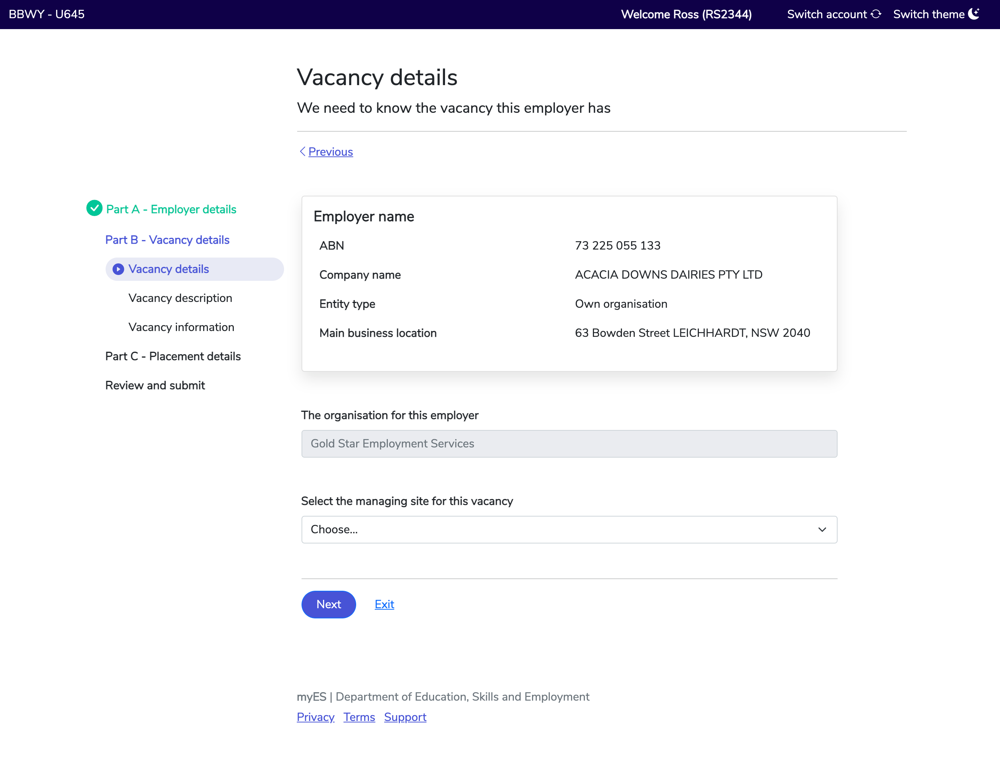 BBWY - U645
Welcome Ross (RS2344)
Switch account
Switch theme
Vacancy details
We need to know the vacancy this employer has
Previous
Part A - Employer details
Part B - Vacancy details
Vacancy details
Vacancy description
Vacancy information
Part C - Placement details
Review and submit
Employer name
ABN 73 225 055 133
Company name ACACIA DOWNS DAIRIES PTY LTD
Entity type Own organisation
Main business location 63 Bowden Street LEICHHARDT, NSW 2040
The organisation for this employer
Gold Star Employment Services
Select the managing site for this vacancy
Choose...
Next Exit
myES | Department of Education, Skills and Employment
Privacy Terms Support